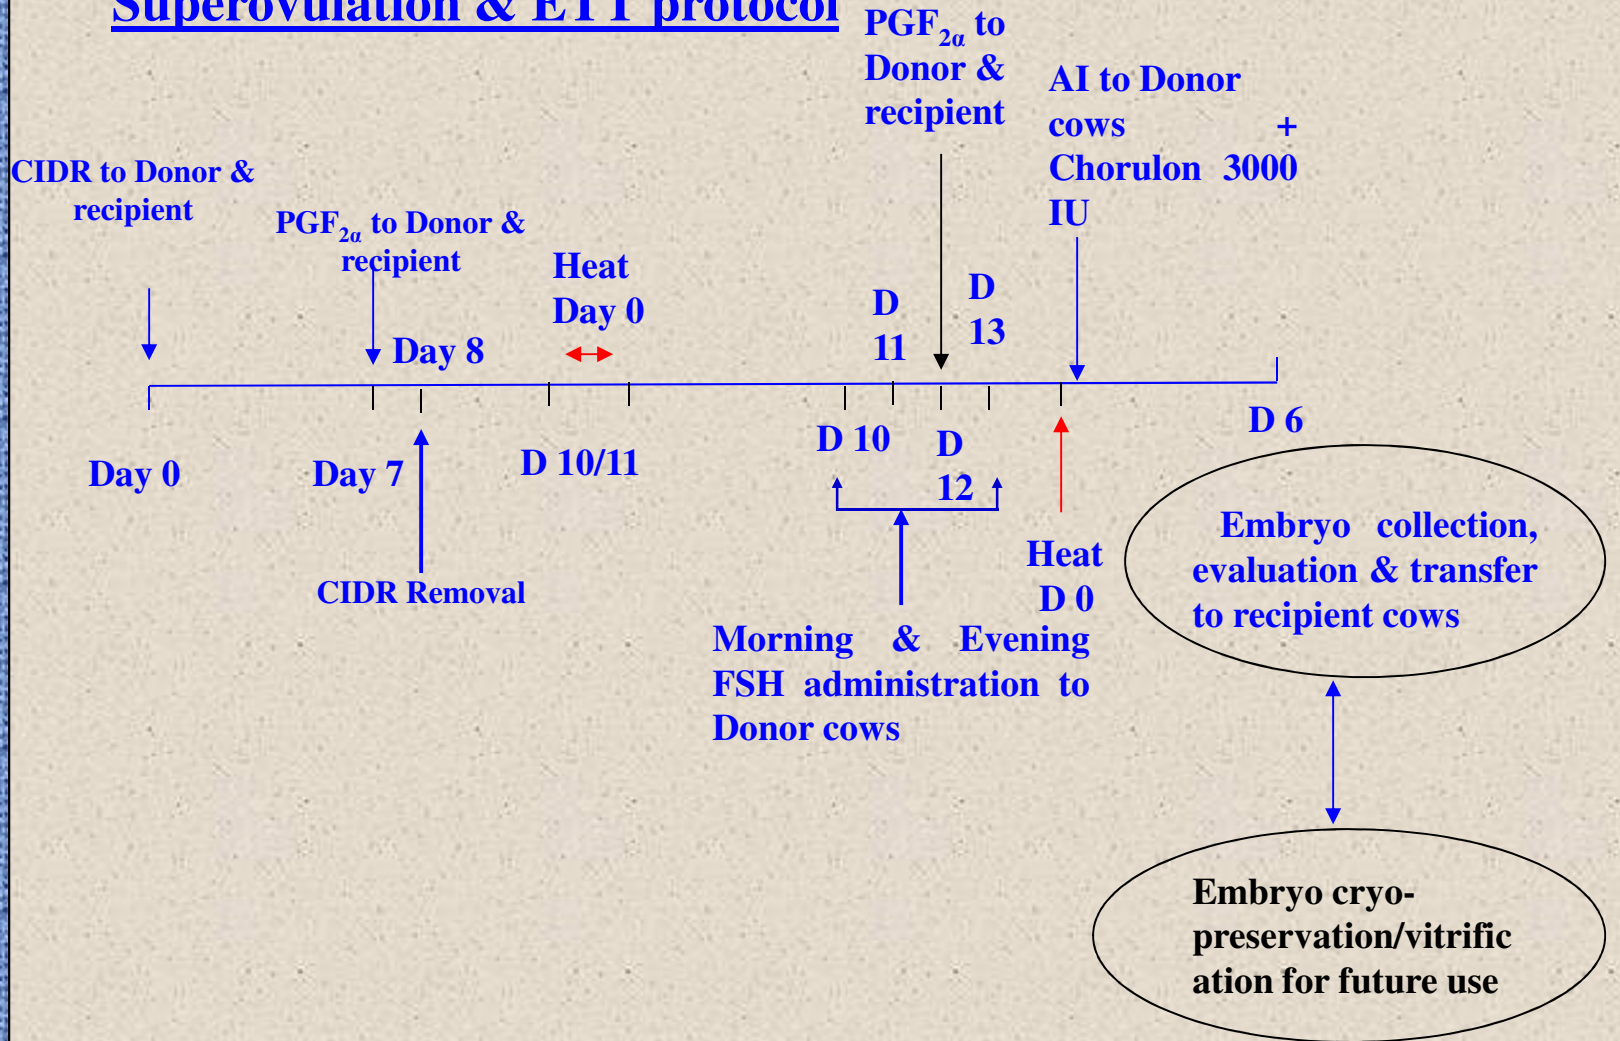 Superovulation & ETT protocol
PGF2α to
Donor &
recipient
AI to Donor
cows +
Chorulon 3000
IU
CIDR to Donor &
recipient
PGF2α to Donor &
recipient
Heat
Day 0
D
11
D
13
Day 8
Day 0
Day 7
D 10/11
D 10
D
12
D 6
CIDR Removal
Heat
D 0
Morning & Evening
FSH administration to
Donor cows
Embryo collection,
evaluation & transfer
to recipient cows
Embryo cryo-
preservation/vitrific
ation for future use